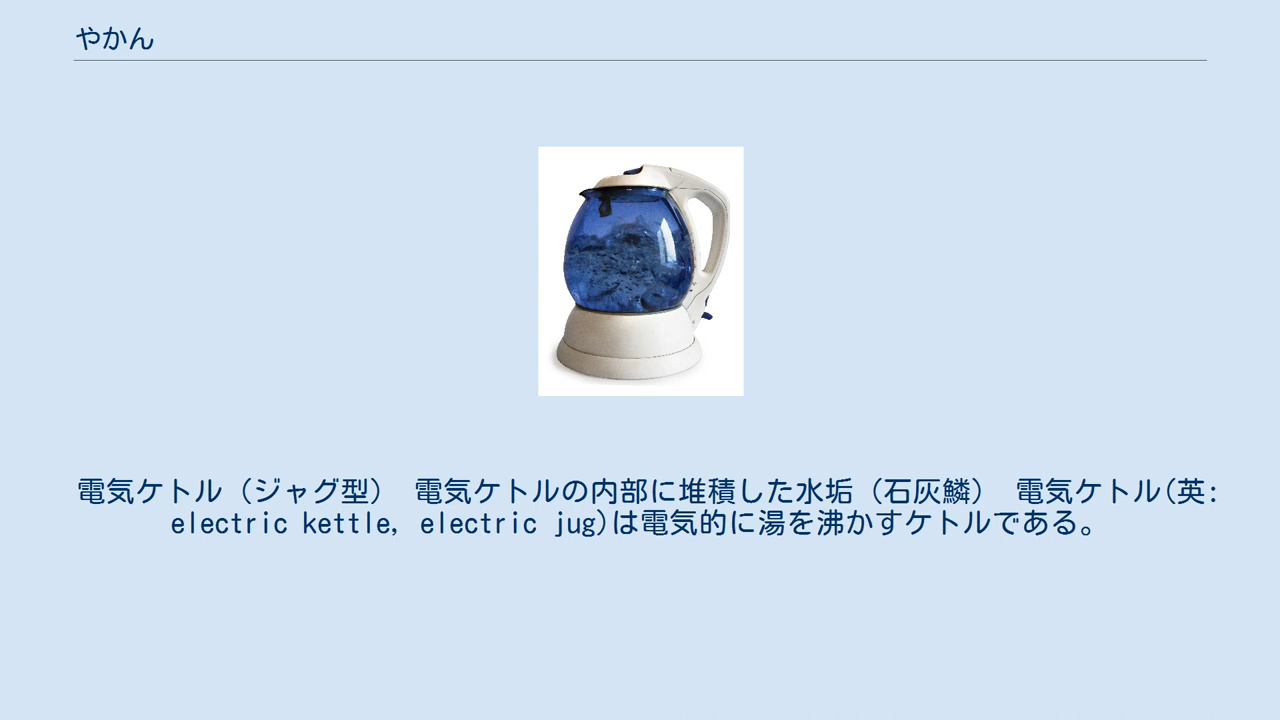 やかん
電気ケトル（ジャグ型） 電気ケトルの内部に堆積した水垢（石灰鱗） 電気ケトル(英:
electric kettle, electric jug)は電気的に湯を沸かすケトルである。